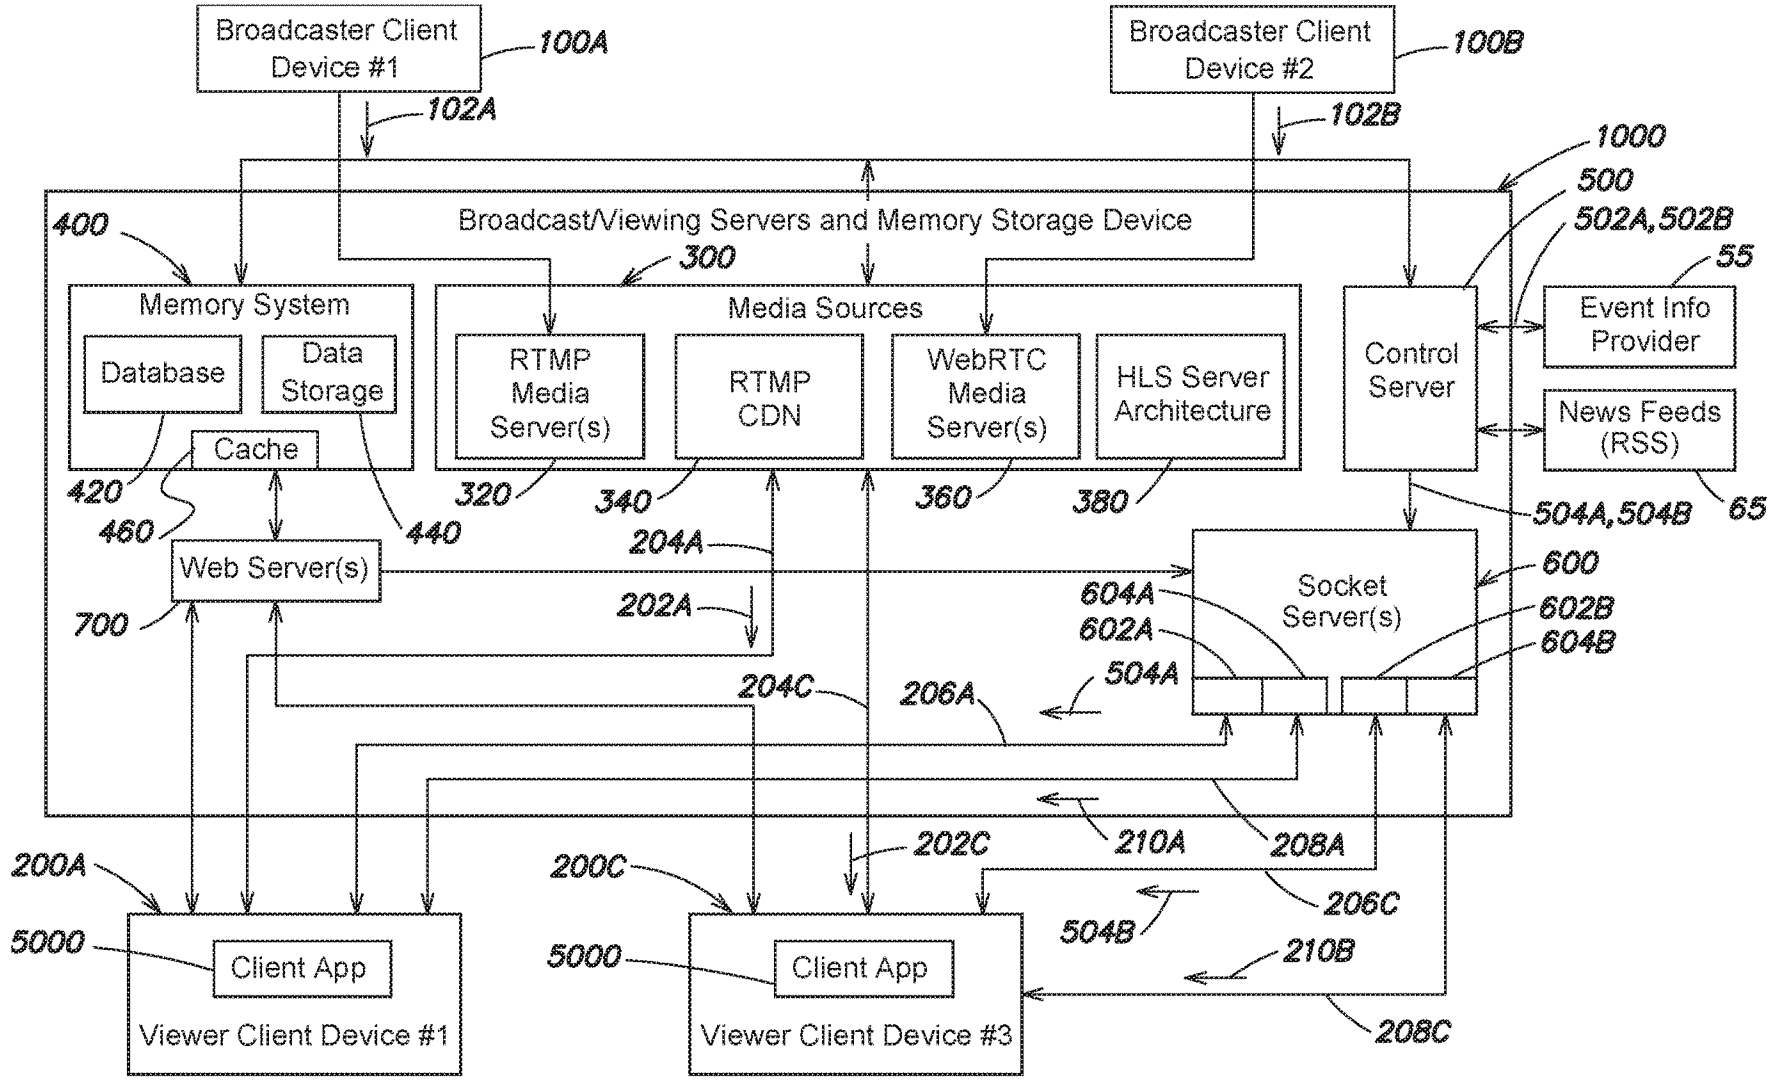 Broadcaster Client
Device #1
100A
Broadcaster Client
Device #2
100B
102A
102B
1000
500
400
Broadcast/Viewing Servers and Memory Storage Device
502A,502B
300
55
Memory System
Media Sources
Event Info
Provider
Database
Data
Storage
RTMP
Media
Server(s)
RTMP
CDN
WebRTC
Media
Server(s)
HLS Server
Architecture
Control
Server
News Feeds
(RSS)
Cache
420
460
440
320
340
360
380
504A,504B
65
204A
Web Server(s)
700
202A
Socket
Server(s)
600
604A
602A
602B
604B
204C
206A
504A
210A
208A
200A
200C
202C
206C
504B
5000
Client App
Viewer Client Device #1
5000
Client App
Viewer Client Device #3
210B
208C